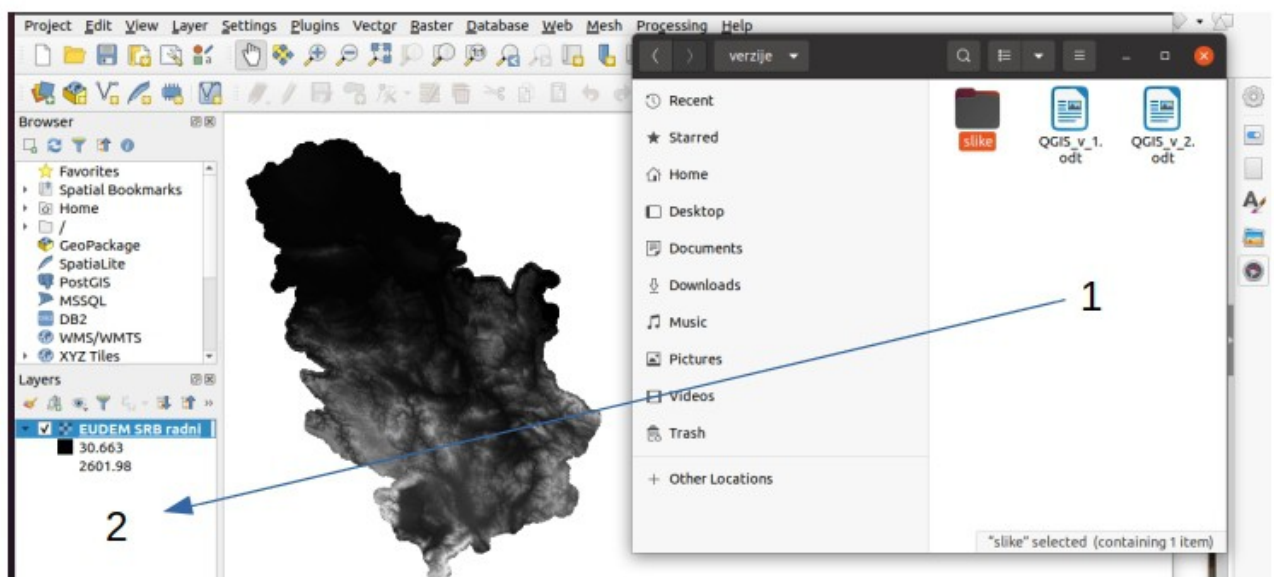 Project Edit View Layer Settings Plugins Vector Raster Database Web Mesh Processing Help
Browser
Favorites
Spatial Bookmarks
Home
/
GeoPackage
SpatiaLite
PostGIS
MSSQL
DB2
WMS/WMTS
XYZ Tiles
Layers
EUDEM SRB radni
30.663
2601.98
2
verzije
Recent
Starred
Home
Desktop
Documents
Downloads
Music
Pictures
Videos
Trash
Other Locations
slike
QGIS_v_1.
odt
QGIS_v_2.
odt
1
"slike" selected (containing 1 item)